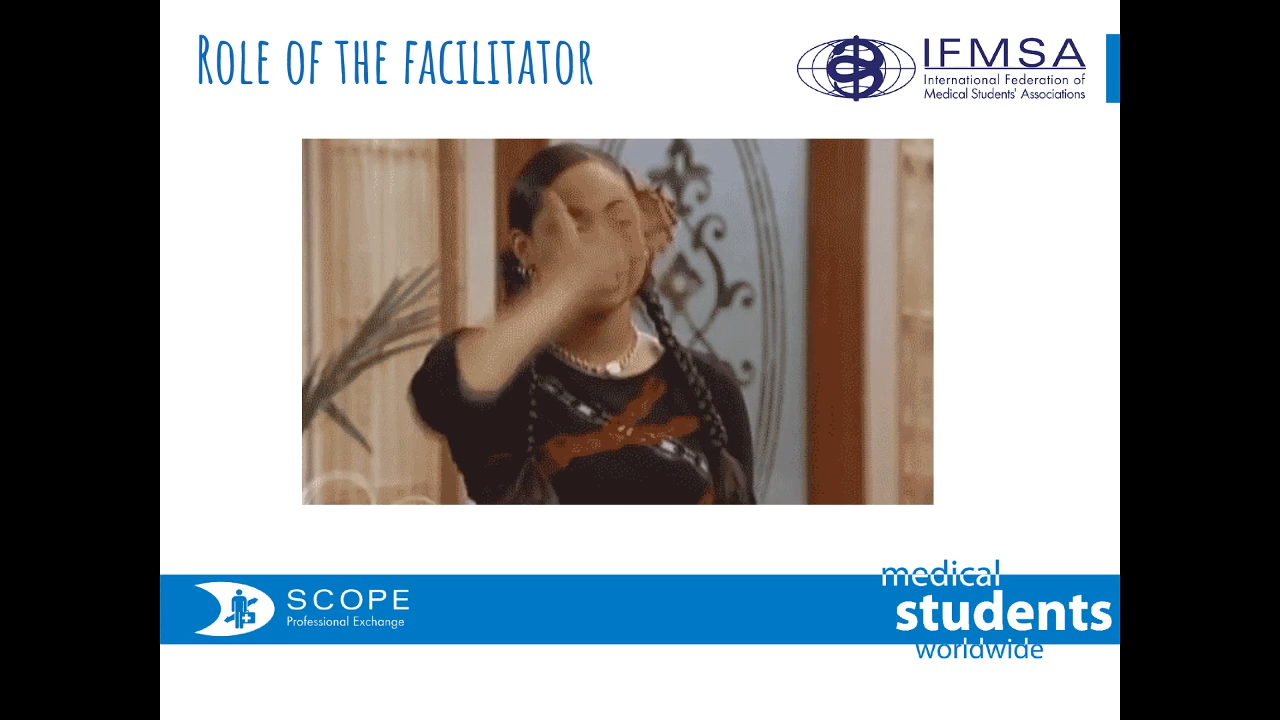 ROLE OF THE FACILITATOR
IFMSA
International Federation of
Medical Students' Associations
SCOPE
Professional Exchange
medical
students
worldwide